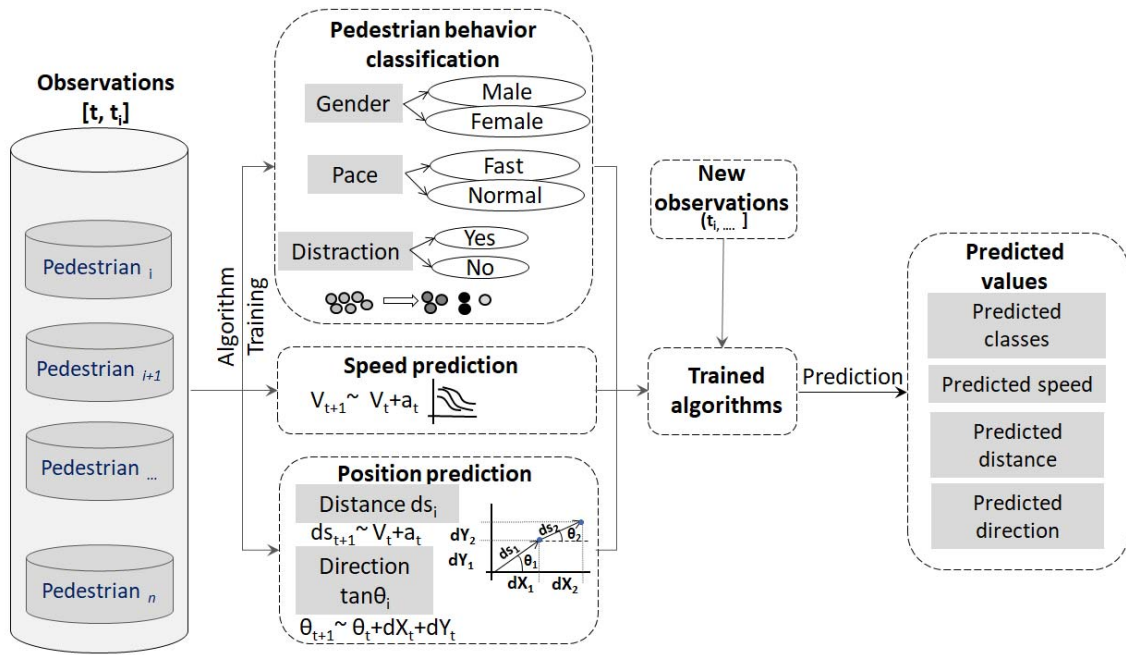 Observations
[t, tᵢ]
Pedestrian ᵢ
Pedestrian ᵢ₊₁
Pedestrian ...
Pedestrian ₙ
Algorithm
Training
Pedestrian behavior
classification
Gender
Male
Female
Pace
Fast
Normal
Distraction
Yes
No
Speed prediction
Vₜ₊₁~ Vₜ+aₜ
Position prediction
Distance dsᵢ
dsₜ₊₁~ Vₜ+aₜ
Direction
tanθᵢ
θₜ₊₁~ θₜ+dXₜ+dYₜ
dY₂
dY₁
ds₁
ds₂
θ₁
θ₂
dX₁
dX₂
New
observations
(tᵢ, .... ]
Trained
algorithms
Prediction
Predicted
values
Predicted
classes
Predicted speed
Predicted
distance
Predicted
direction